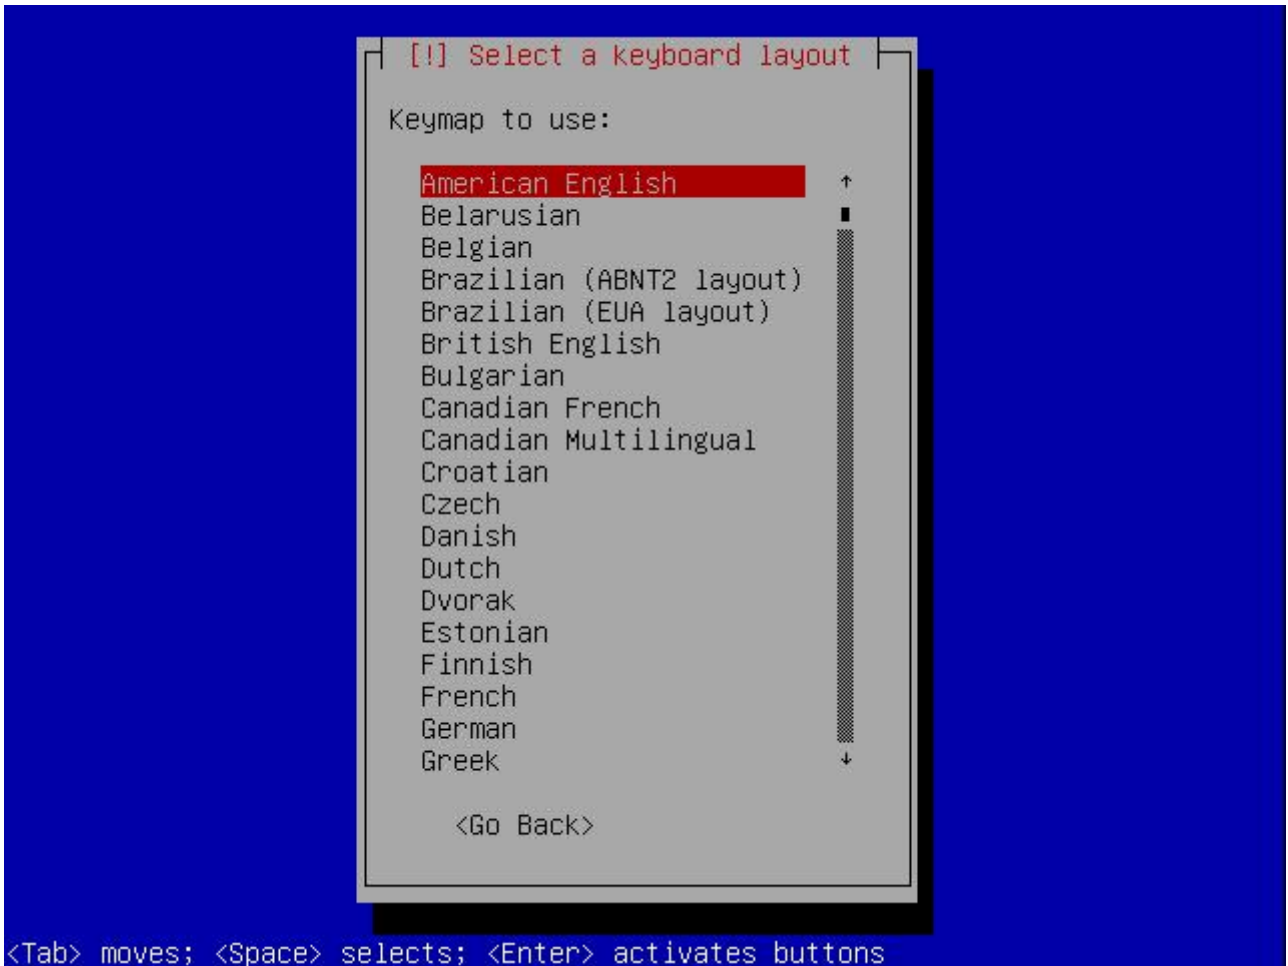 [!] Select a keyboard layout
Keymap to use:
American English
Belarusian
Belgian
Brazilian (ABNT2 layout)
Brazilian (EUA layout)
British English
Bulgarian
Canadian French
Canadian Multilingual
Croatian
Czech
Danish
Dutch
Dvorak
Estonian
Finnish
French
German
Greek
<Go Back>
<Tab> moves; <Space> selects; <Enter> activates buttons